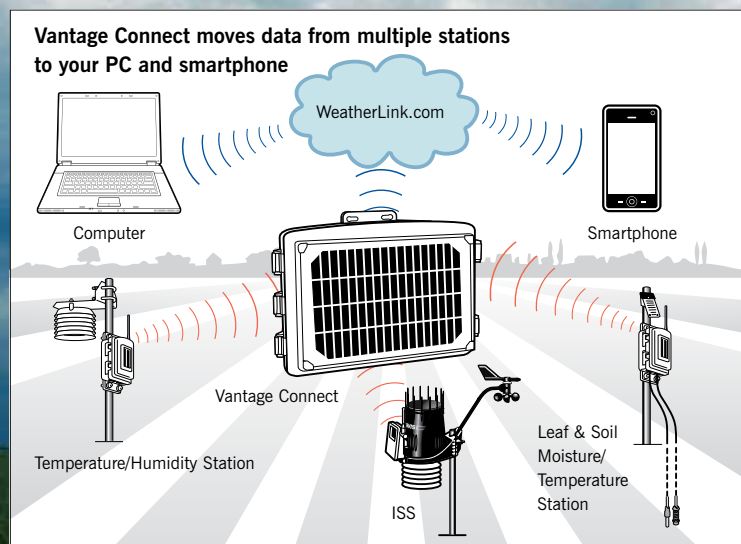 Vantage Connect moves data from multiple stations
to your PC and smartphone
WeatherLink.com
Computer
Smartphone
Vantage Connect
Temperature/Humidity Station
ISS
Leaf & Soil
Moisture/
Temperature
Station